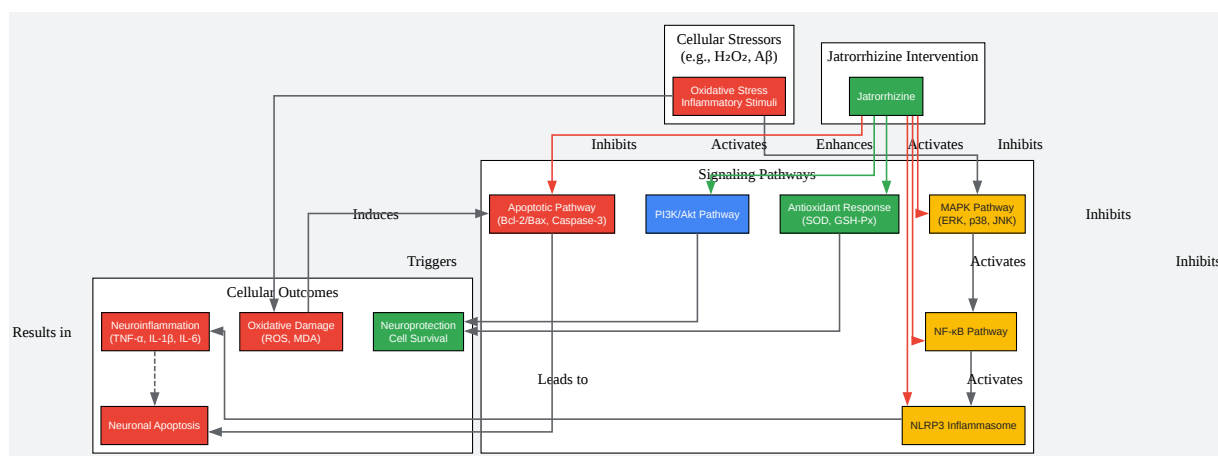 Cellular Stressors
(e.g., H₂O₂, Aβ)
Jatrorrhizine Intervention
Oxidative Stress
Inflammatory Stimuli
Jatrorrhizine
Inhibits
Activates
Enhances
Activates
Inhibits
Signaling Pathways
Apoptotic Pathway
(Bcl-2/Bax, Caspase-3)
PI3K/Akt Pathway
Antioxidant Response
(SOD, GSH-Px)
MAPK Pathway
(ERK, p38, JNK)
Induces
Inhibits
Triggers
Activates
Inhibits
Cellular Outcomes
Neuroinflammation
(TNF-α, IL-1β, IL-6)
Oxidative Damage
(ROS, MDA)
Neuroprotection
Cell Survival
NF-κB Pathway
Results in
Leads to
Activates
Neuronal Apoptosis
NLRP3 Inflammasome